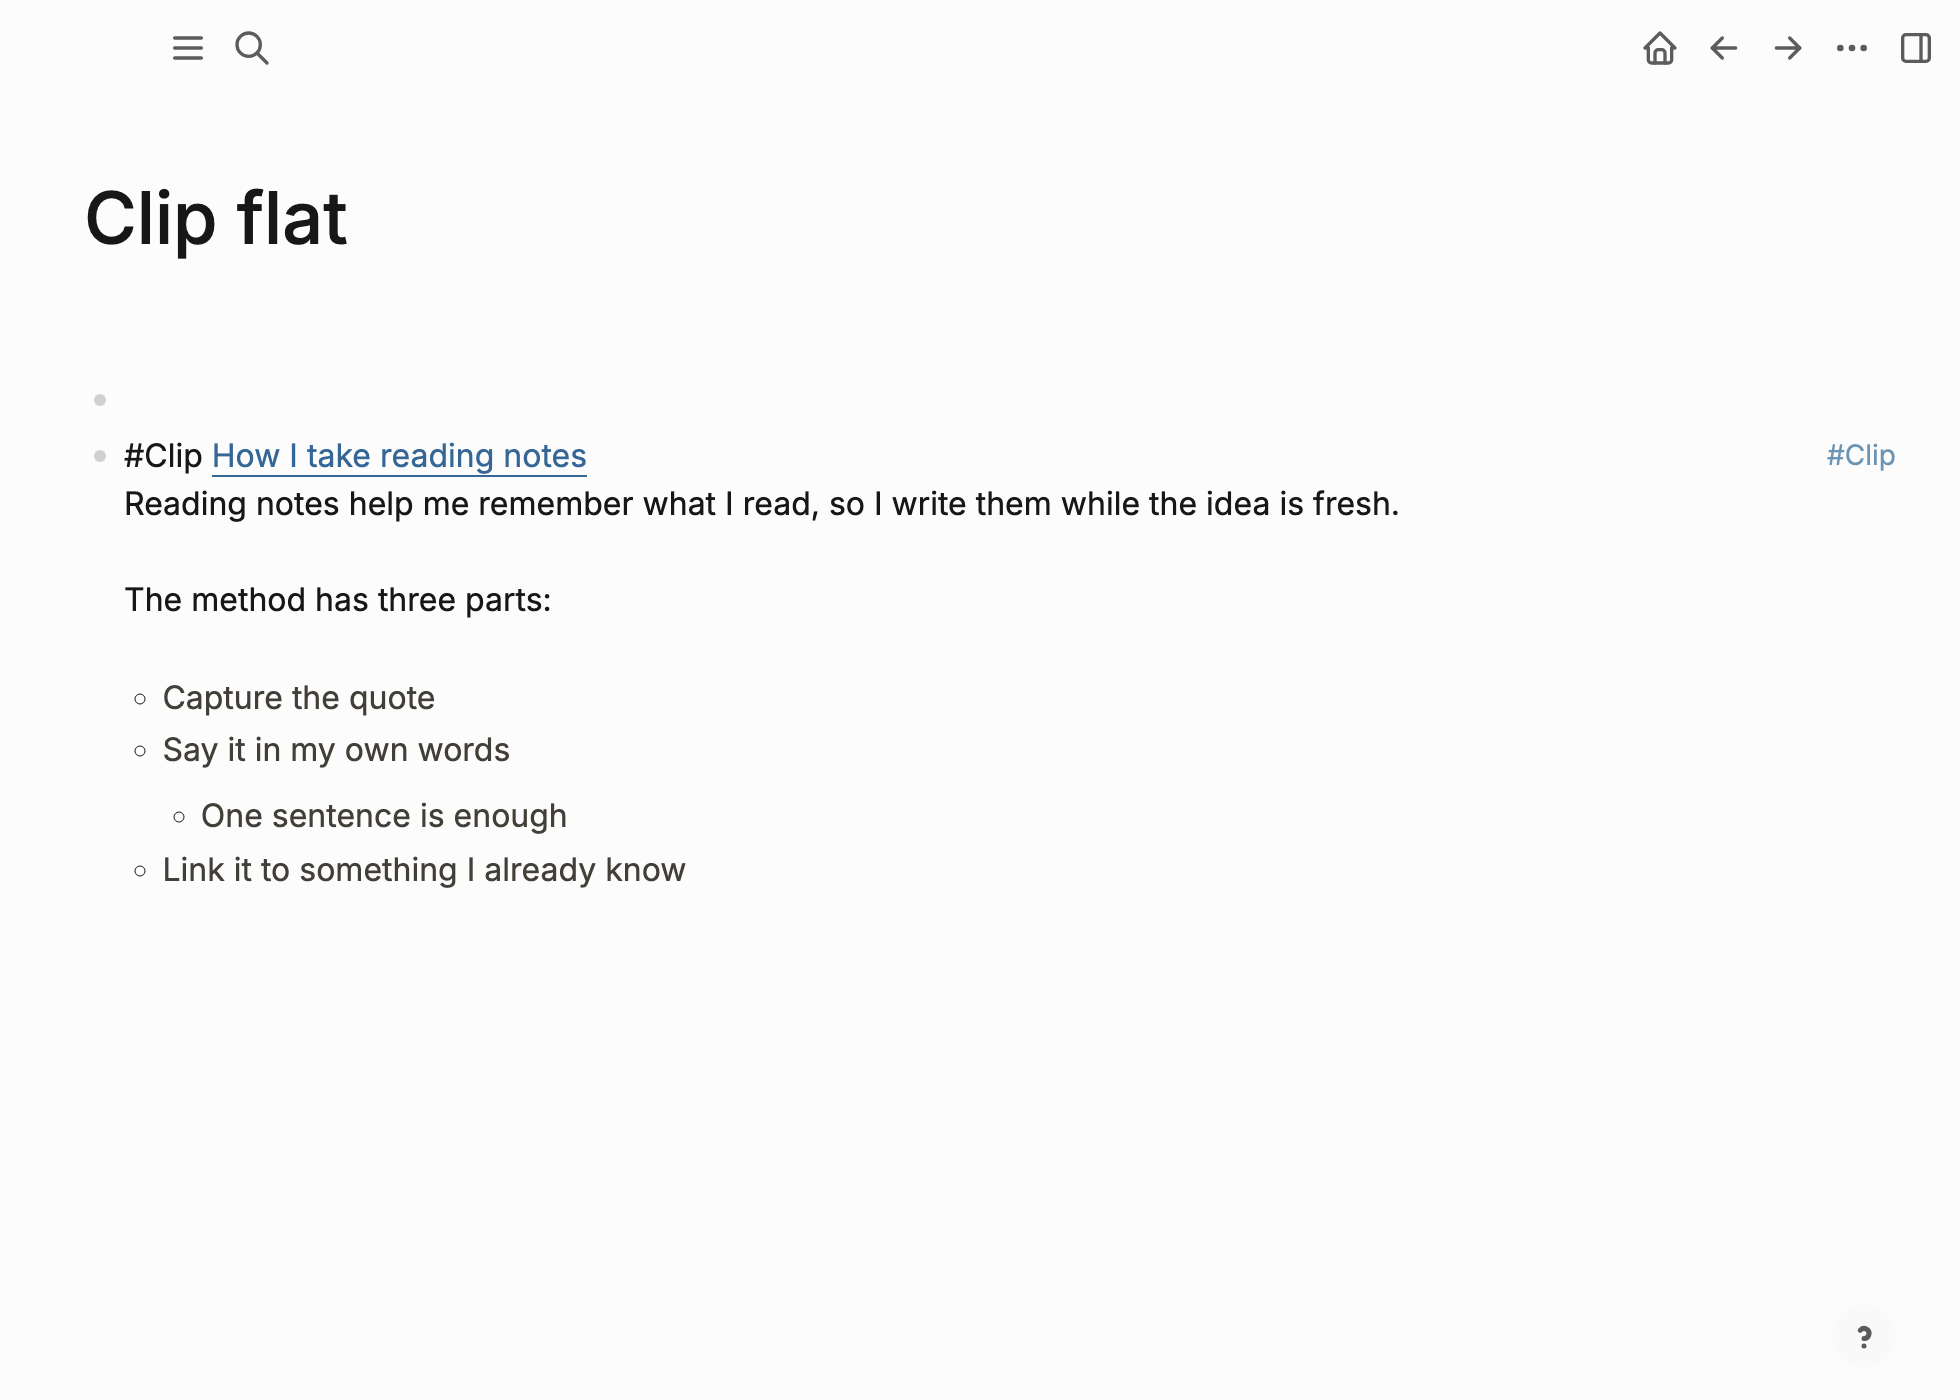 Clip flat
#Clip How I take reading notes #Clip
Reading notes help me remember what I read, so I write them while the idea is fresh.
The method has three parts:
Capture the quote
Say it in my own words
One sentence is enough
Link it to something I already know
?